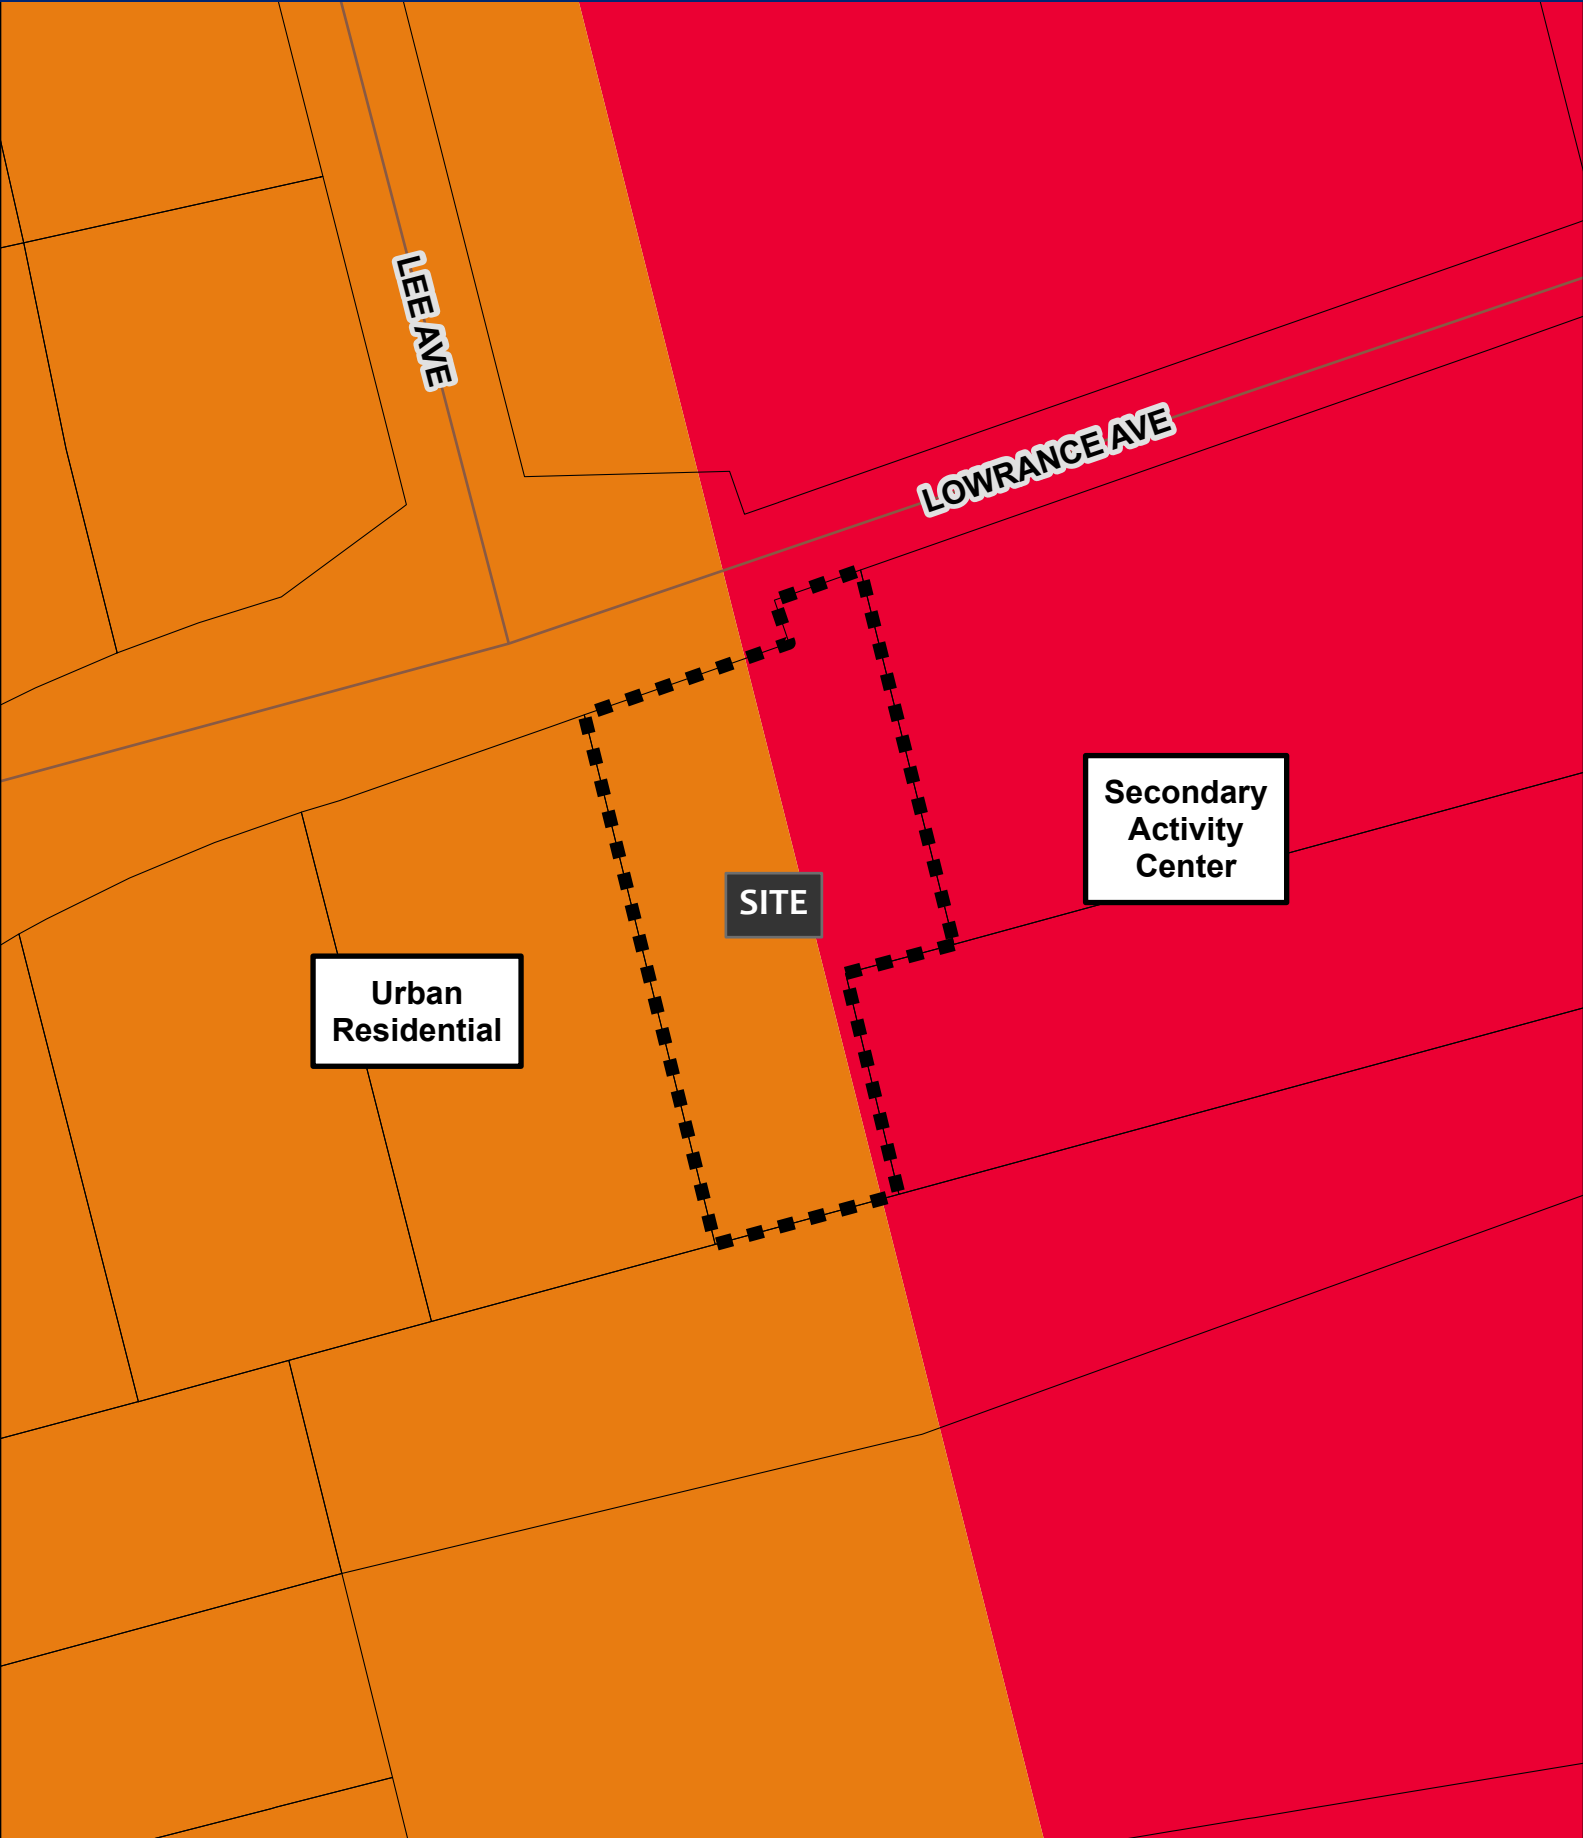 LEE AVE
LOWRANCE AVE
Secondary
Activity
Center
SITE
Urban
Residential